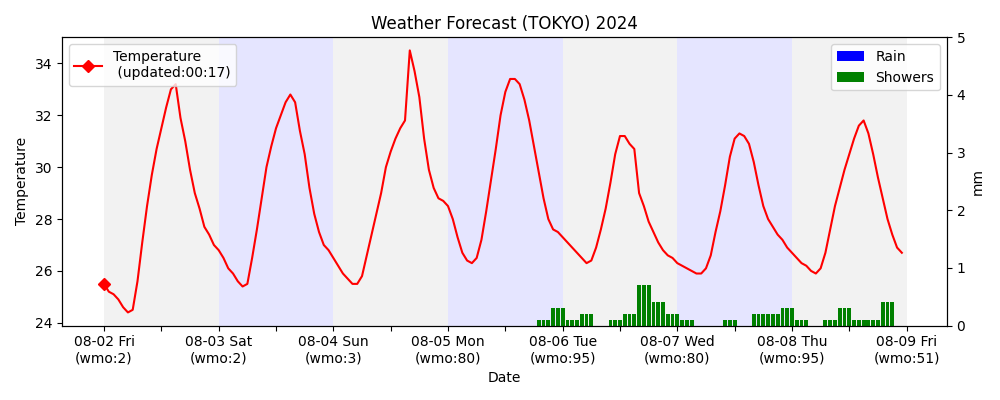 Weather Forecast (TOKYO) 2024
Temperature
(updated:00:17)
Rain
Showers
Temperature
34
32
30
28
26
24
5
4
3
2
1
0
mm
08-02 Fri
(wmo:2)
08-03 Sat
(wmo:2)
08-04 Sun
(wmo:3)
08-05 Mon
(wmo:80)
08-06 Tue
(wmo:95)
08-07 Wed
(wmo:80)
08-08 Thu
(wmo:95)
08-09 Fri
(wmo:51)
Date